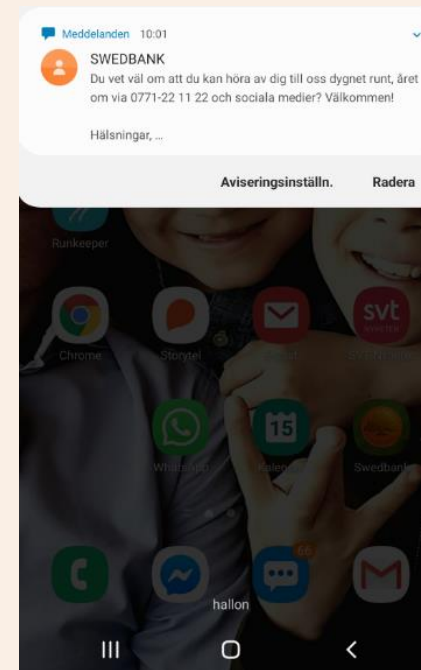 Meddelanden 10:01
SWEDBANK
Du vet väl om att du kan höra av dig till oss dygnet runt, året
om via 0771-22 11 22 och sociala medier? Välkommen!
Hälsningar, ...
Aviseringsinställn. Radera
Runkeeper
svt
Chrome Storytel
15
WhatsApp Swedbank
66
hallon